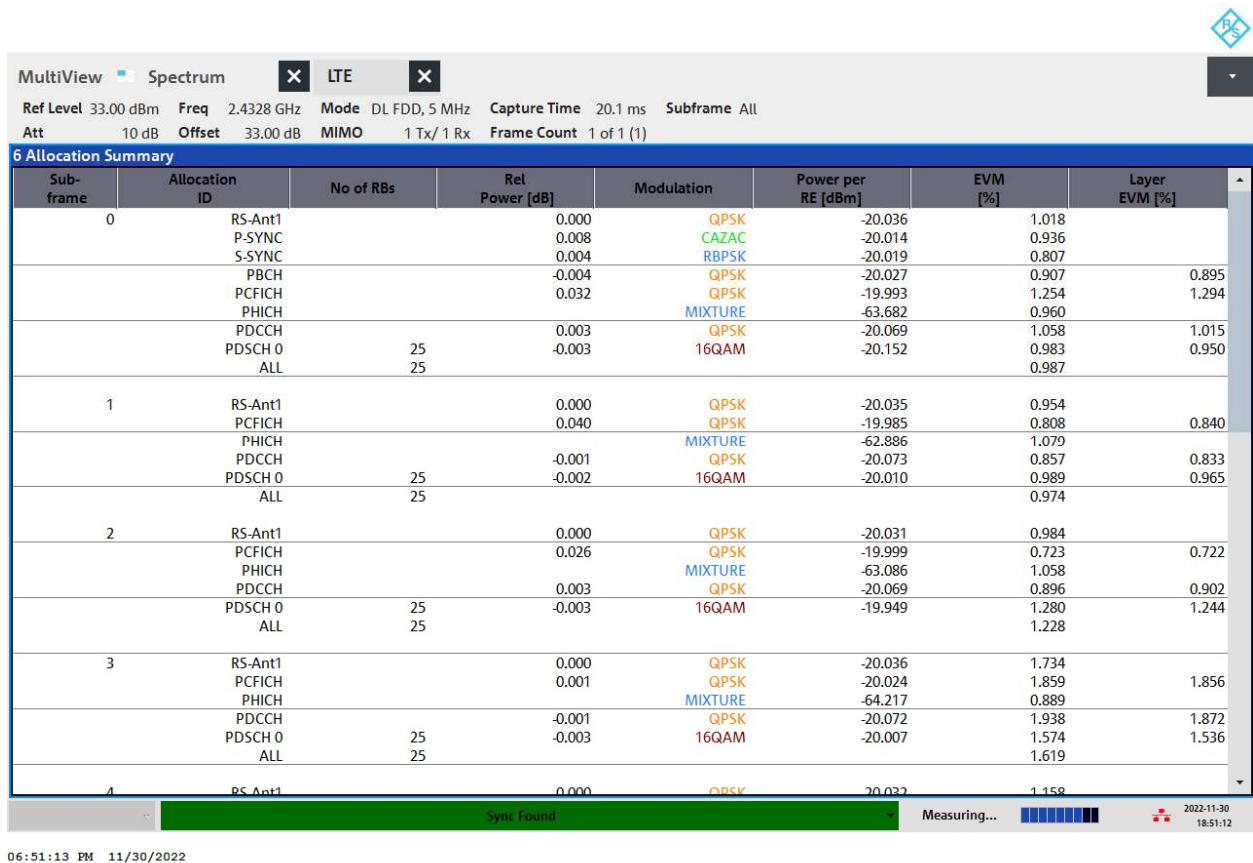 R&S
MultiView Spectrum X LTE X
Ref Level 33.00 dBm Freq 2.4328 GHz Mode DL FDD, 5 MHz Capture Time 20.1 ms Subframe All
Att 10 dB Offset 33.00 dB MIMO 1 Tx/ 1 Rx Frame Count 1 of 1 (1)
6 Allocation Summary
Sub- Allocation No of RBs Rel Modulation Power per EVM Layer
frame ID Power [dB] RE [dBm] [%] EVM [%]
0 RS-Ant1 0.000 QPSK -20.036 1.018
P-SYNC 0.008 CAZAC -20.014 0.936
S-SYNC 0.004 RBPSK -20.019 0.807
PBCH -0.004 QPSK -20.027 0.907 0.895
PCFICH 0.032 QPSK -19.993 1.254 1.294
PHICH MIXTURE -63.682 0.960
PDCCH 0.003 QPSK -20.069 1.058 1.015
PDSCH 0 25 -0.003 16QAM -20.152 0.983 0.950
ALL 25 0.987
1 RS-Ant1 0.000 QPSK -20.035 0.954
PCFICH 0.040 QPSK -19.985 0.808 0.840
PHICH MIXTURE -62.886 1.079
PDCCH -0.001 QPSK -20.073 0.857 0.833
PDSCH 0 25 -0.002 16QAM -20.010 0.989 0.965
ALL 25 0.974
2 RS-Ant1 0.000 QPSK -20.031 0.984
PCFICH 0.026 QPSK -19.999 0.723 0.722
PHICH MIXTURE -63.086 1.058
PDCCH 0.003 QPSK -20.069 0.896 0.902
PDSCH 0 25 -0.003 16QAM -19.949 1.280 1.244
ALL 25 1.228
3 RS-Ant1 0.000 QPSK -20.036 1.734
PCFICH 0.001 QPSK -20.024 1.859 1.856
PHICH MIXTURE -64.217 0.889
PDCCH -0.001 QPSK -20.072 1.938 1.872
PDSCH 0 25 -0.003 16QAM -20.007 1.574 1.536
ALL 25 1.619
4 RS-Ant1 0.000 QPSK -20.032 1.158
Sync Found Measuring... 2022-11-30
18:51:12
06:51:13 PM 11/30/2022